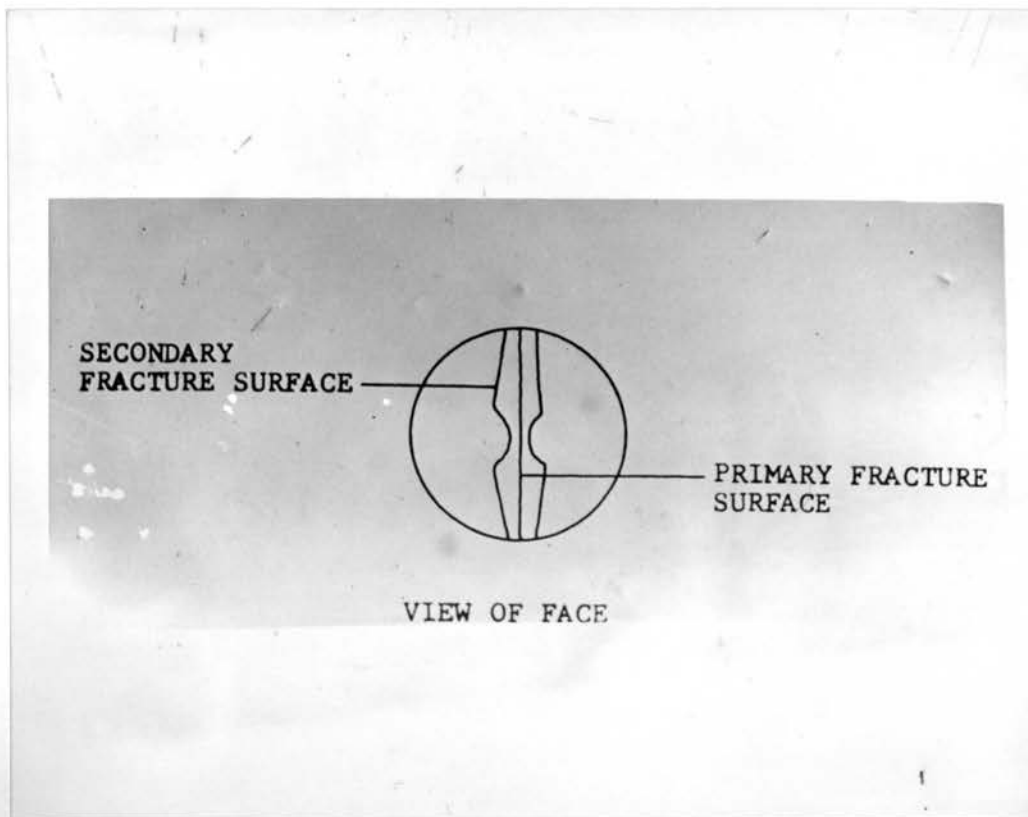 SECONDARY
FRACTURE SURFACE
PRIMARY FRACTURE
SURFACE
VIEW OF FACE